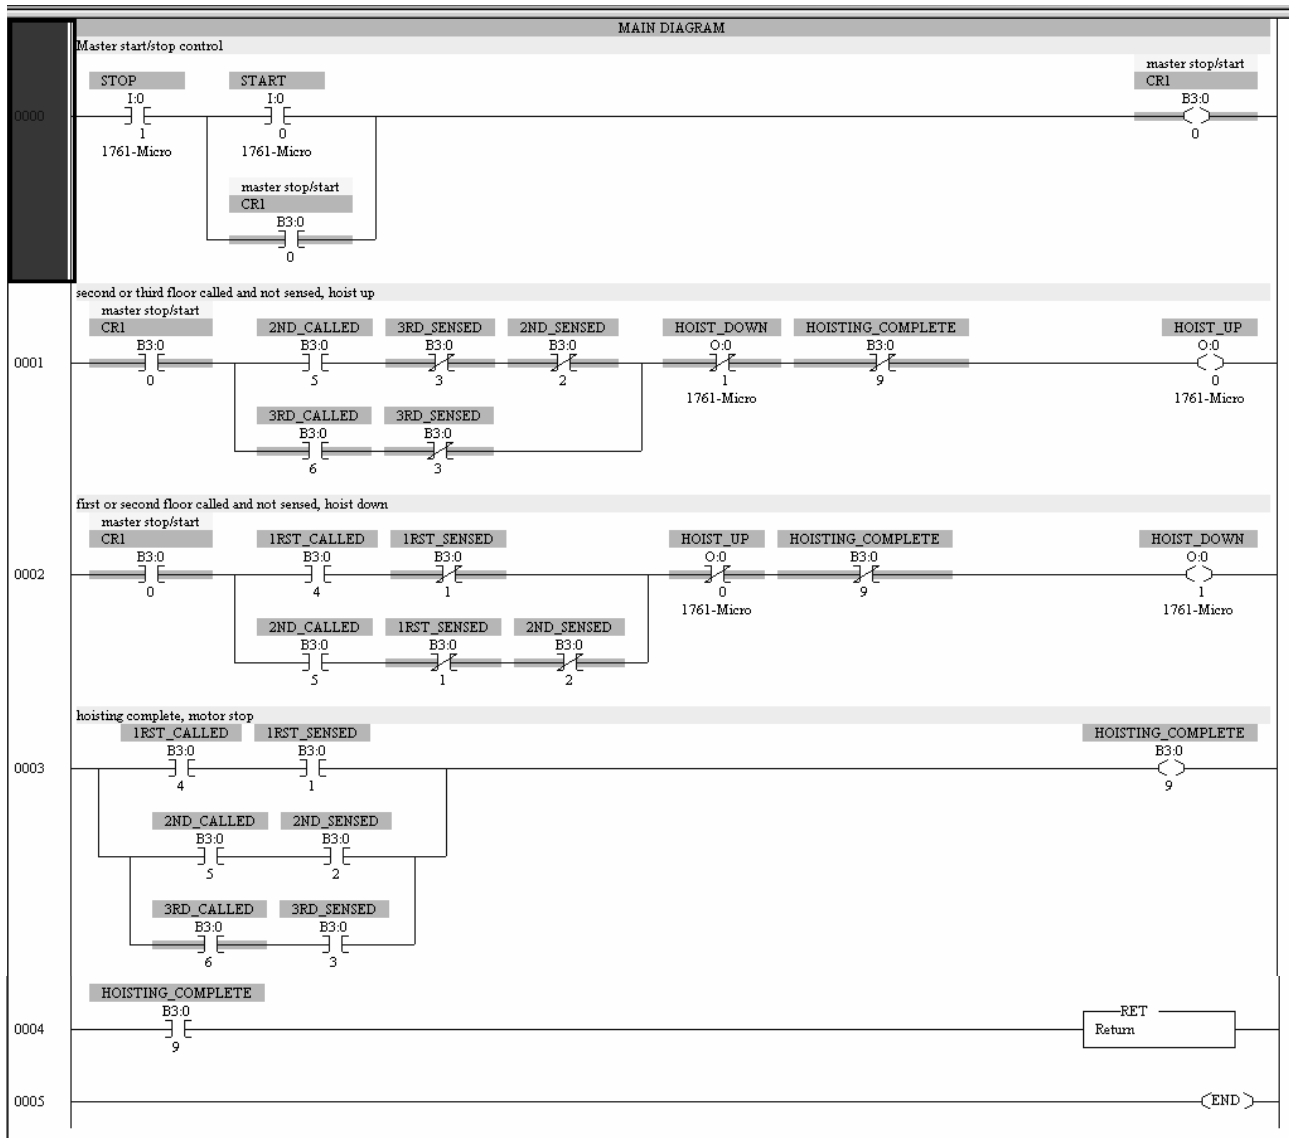 MAIN DIAGRAM
Master start/stop control
master stop/start
STOP START CR1
I:0 I:0 B3:0
0000
1 0 0
1761-Micro 1761-Micro
master stop/start
CR1
B3:0
0
second or third floor called and not sensed, hoist up
master stop/start
CR1 2ND_CALLED 3RD_SENSED 2ND_SENSED HOIST_DOWN HOISTING_COMPLETE HOIST_UP
B3:0 B3:0 B3:0 B3:0 O:0 B3:0 O:0
0001
0 5 3 2 1 9 0
1761-Micro 1761-Micro
3RD_CALLED 3RD_SENSED
B3:0 B3:0
6 3
first or second floor called and not sensed, hoist down
master stop/start
CR1 1RST_CALLED 1RST_SENSED HOIST_UP HOISTING_COMPLETE HOIST_DOWN
B3:0 B3:0 B3:0 O:0 B3:0 O:0
0002
0 4 1 0 9 1
1761-Micro 1761-Micro
2ND_CALLED 1RST_SENSED 2ND_SENSED
B3:0 B3:0 B3:0
5 1 2
hoisting complete, motor stop
1RST_CALLED 1RST_SENSED HOISTING_COMPLETE
B3:0 B3:0 B3:0
0003
4 1 9
2ND_CALLED 2ND_SENSED
B3:0 B3:0
5 2
3RD_CALLED 3RD_SENSED
B3:0 B3:0
6 3
HOISTING_COMPLETE
B3:0 RET
0004 Return
9
0005 END